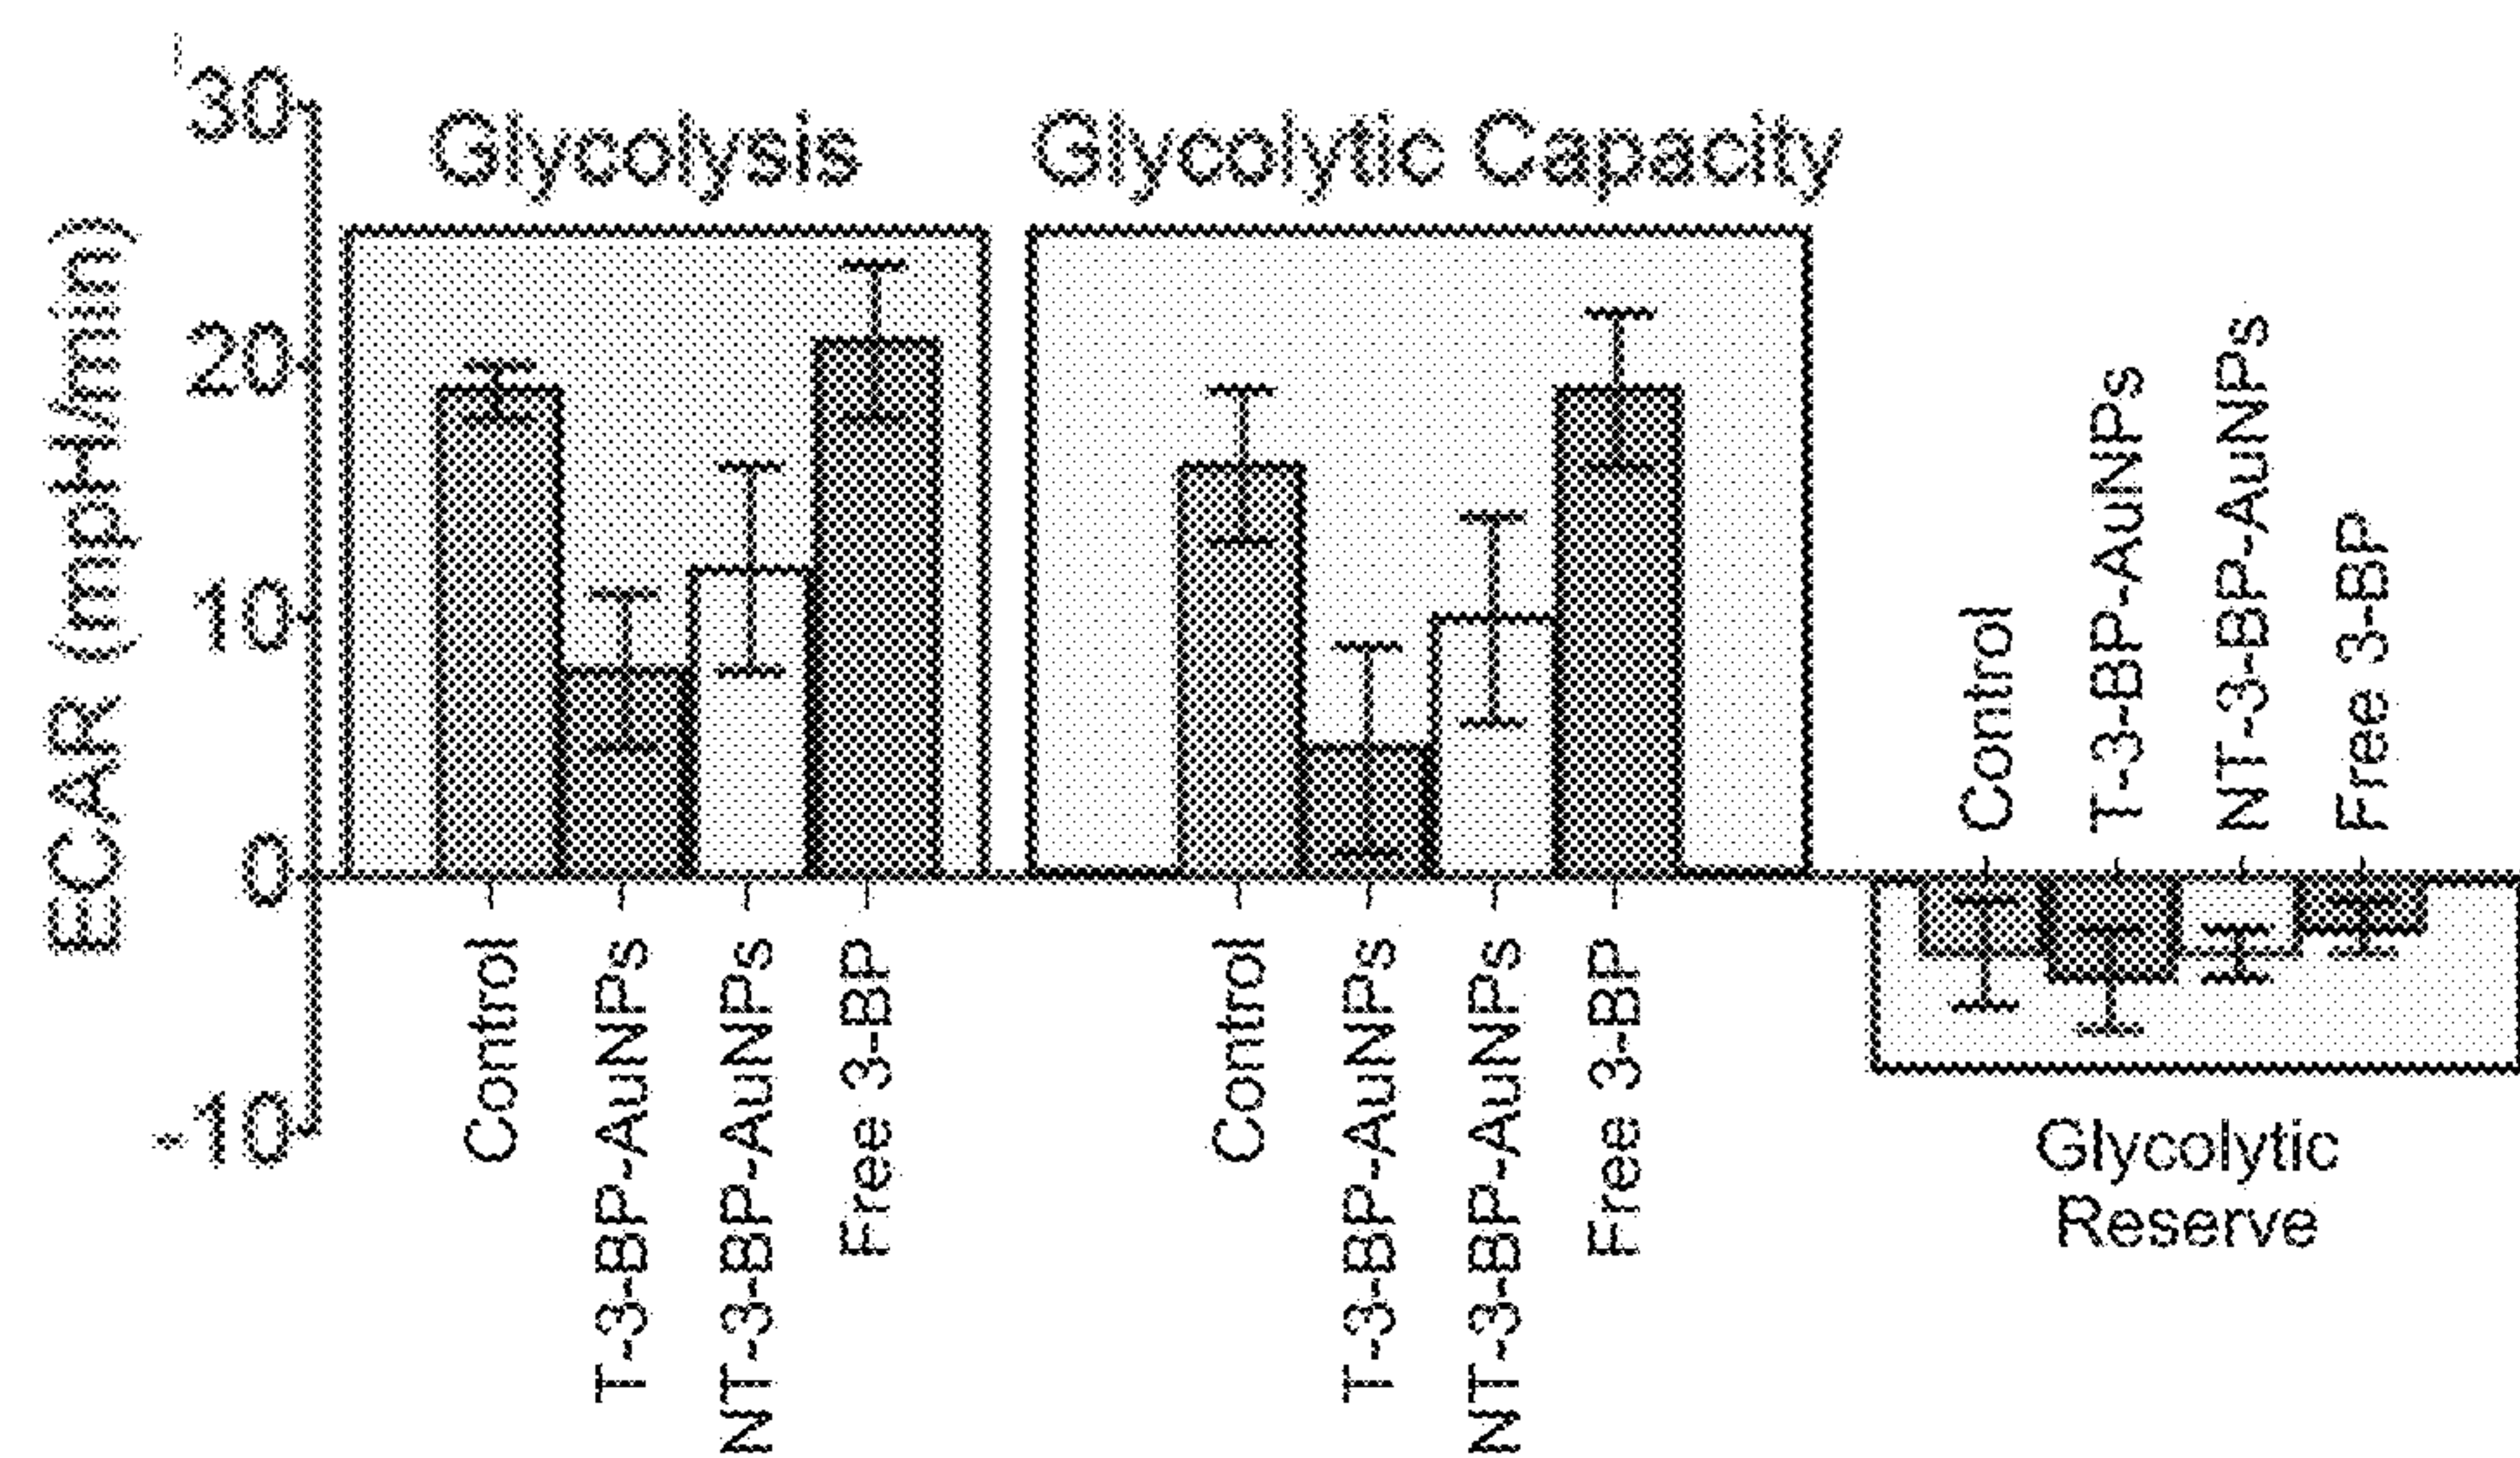 ECAR (mpH/min)
30
20
10
0
-10
Glycolysis
Control
T-3-BP-AuNPs
NT-3-BP-AuNPs
Free 3-BP
Glycolytic Capacity
Control
T-3-BP-AuNPs
NT-3-BP-AuNPs
Free 3-BP
Control
T-3-BP-AuNPs
NT-3-BP-AuNPs
Free 3-BP
Glycolytic
Reserve